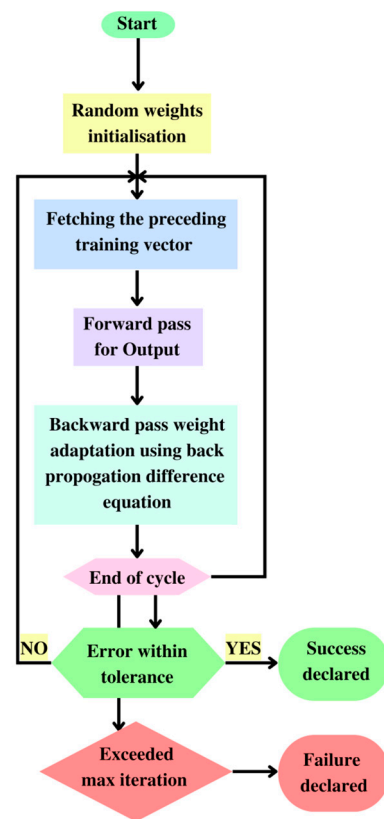 Start
Random weights
initialisation
Fetching the preceding
training vector
Forward pass
for Output
Backward pass weight
adaptation using back
propogation difference
equation
End of cycle
NO
Error within
tolerance
YES
Success
declared
Exceeded
max iteration
Failure
declared